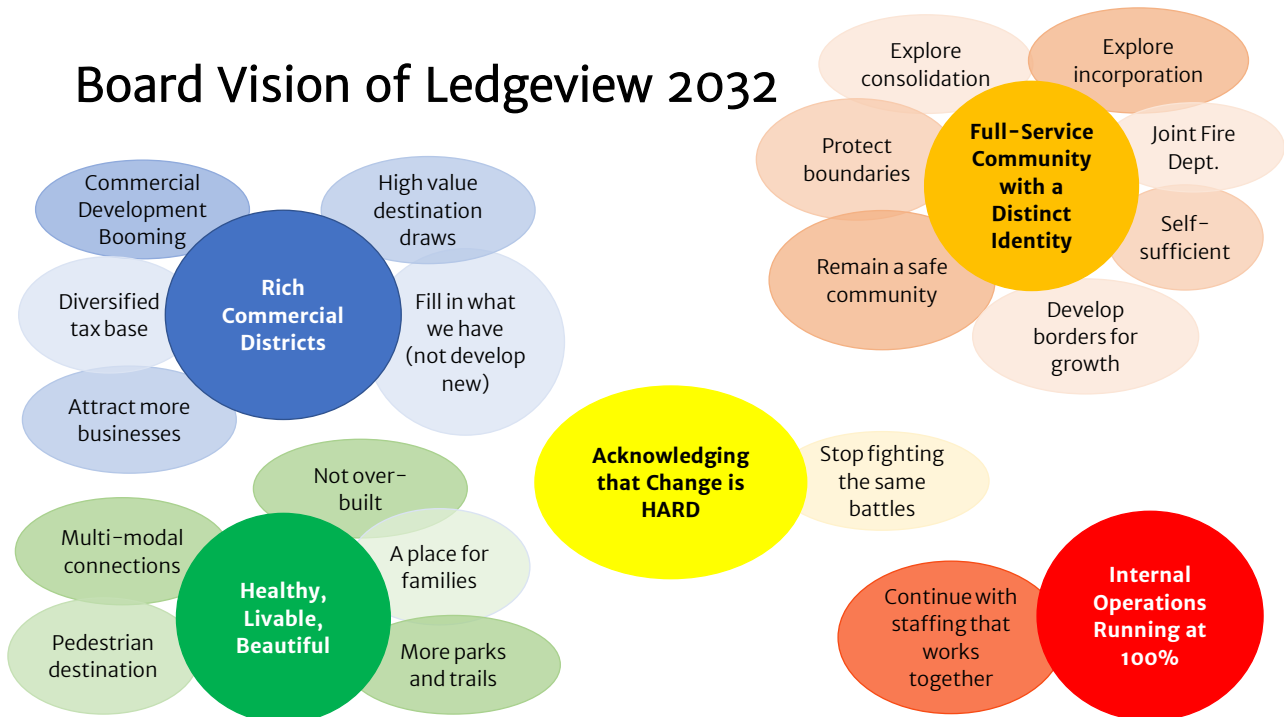 Board Vision of Ledgeview 2032
Commercial
Development
Booming
High value
destination
draws
Diversified
tax base
Rich
Commercial
Districts
Fill in what
we have
(not develop
new)
Attract more
businesses
Explore
consolidation
Explore
incorporation
Protect
boundaries
Full-Service
Community
with a
Distinct
Identity
Joint Fire
Dept.
Remain a safe
community
Self-
sufficient
Develop
borders for
growth
Acknowledging
that Change is
HARD
Stop fighting
the same
battles
Not over-
built
Multi-modal
connections
A place for
families
Healthy,
Livable,
Beautiful
Pedestrian
destination
More parks
and trails
Continue with
staffing that
works
together
Internal
Operations
Running at
100%